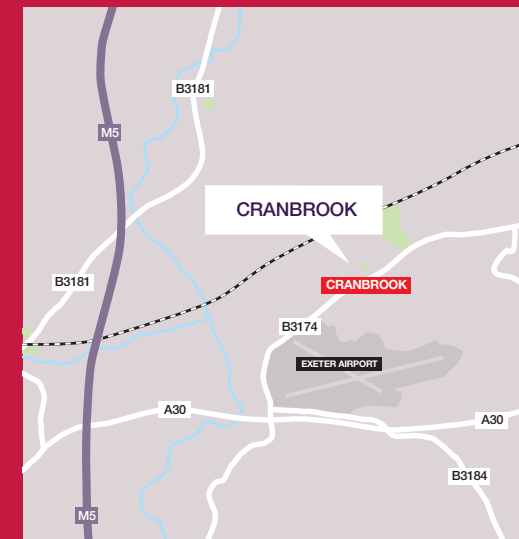 B3181
M5
CRANBROOK
B3181
CRANBROOK
B3174
EXETER AIRPORT
A30
A30
B3184
M5